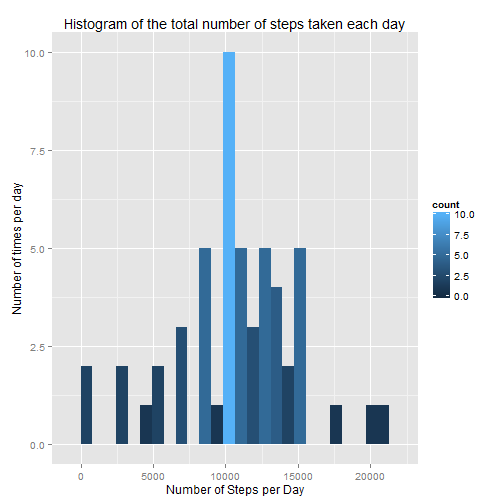 Histogram of the total number of steps taken each day
10.0
7.5
5.0
2.5
0.0
Number of times per day
0 5000 10000 15000 20000
Number of Steps per Day
count
10.0
7.5
5.0
2.5
0.0